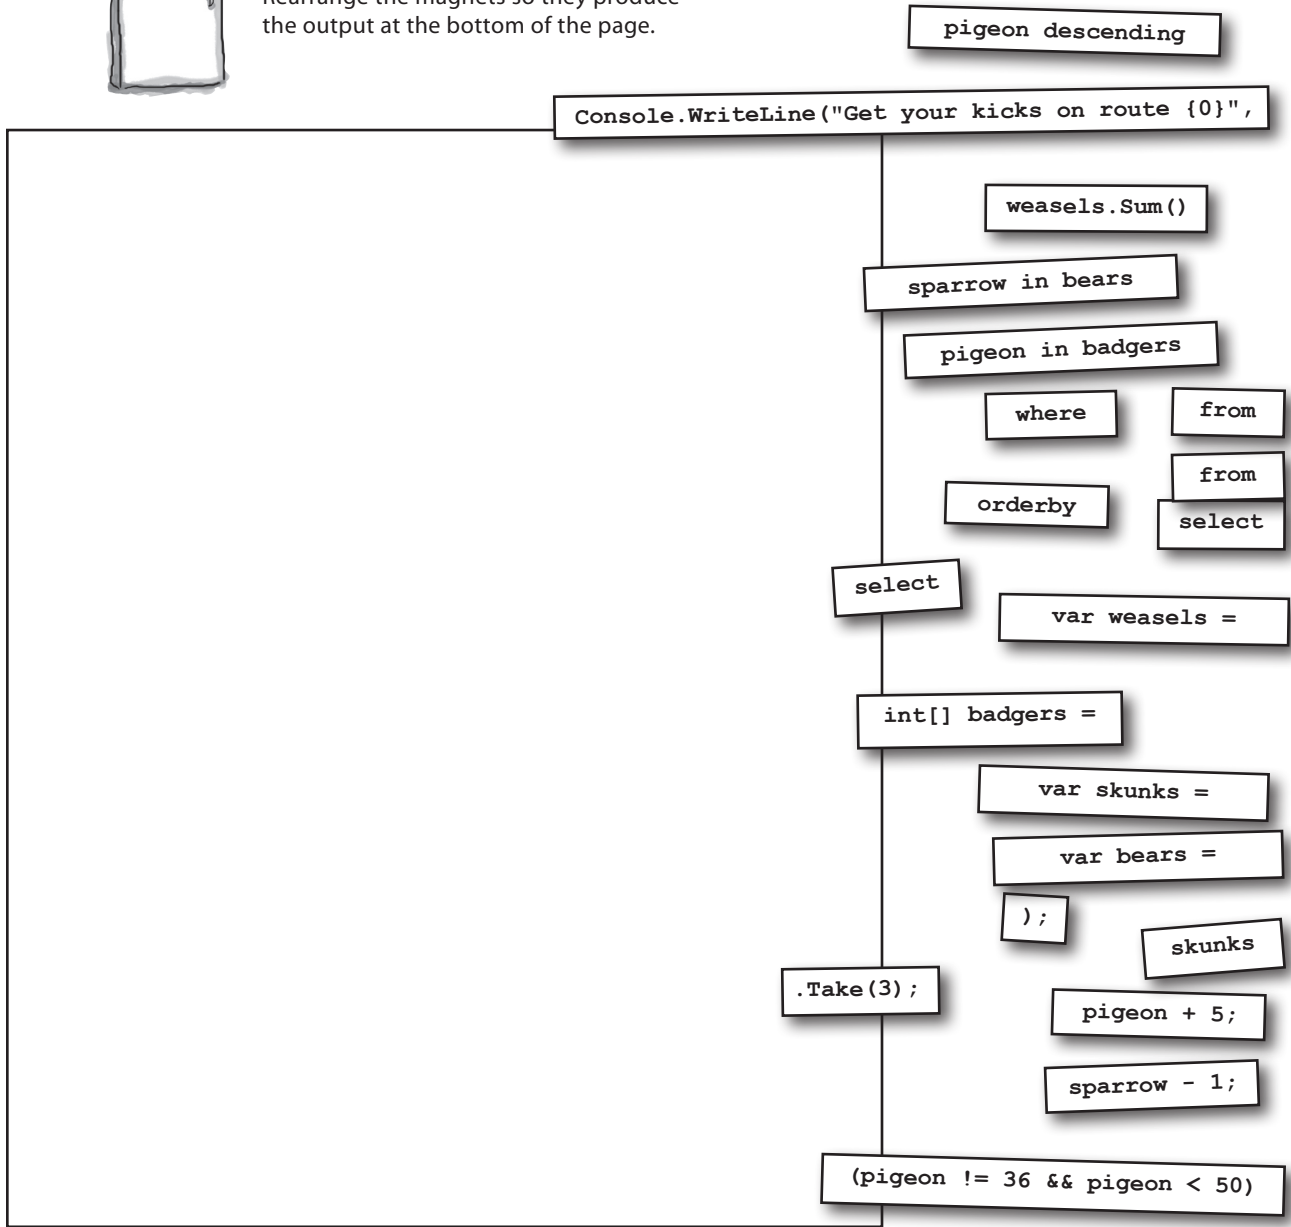 Rearrange the magnets so they produce
the output at the bottom of the page.
pigeon descending
Console.WriteLine("Get your kicks on route {0}",
weasels.Sum()
sparrow in bears
pigeon in badgers
where
from
from
orderby
select
select
var weasels =
int[] badgers =
var skunks =
var bears =
);
skunks
.Take(3);
pigeon + 5;
sparrow - 1;
(pigeon != 36 && pigeon < 50)